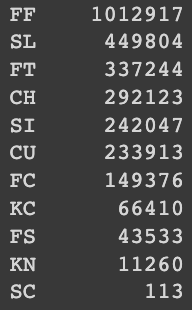 FF 1012917
SL 449804
FT 337244
CH 292123
SI 242047
CU 233913
FC 149376
KC 66410
FS 43533
KN 11260
SC 113